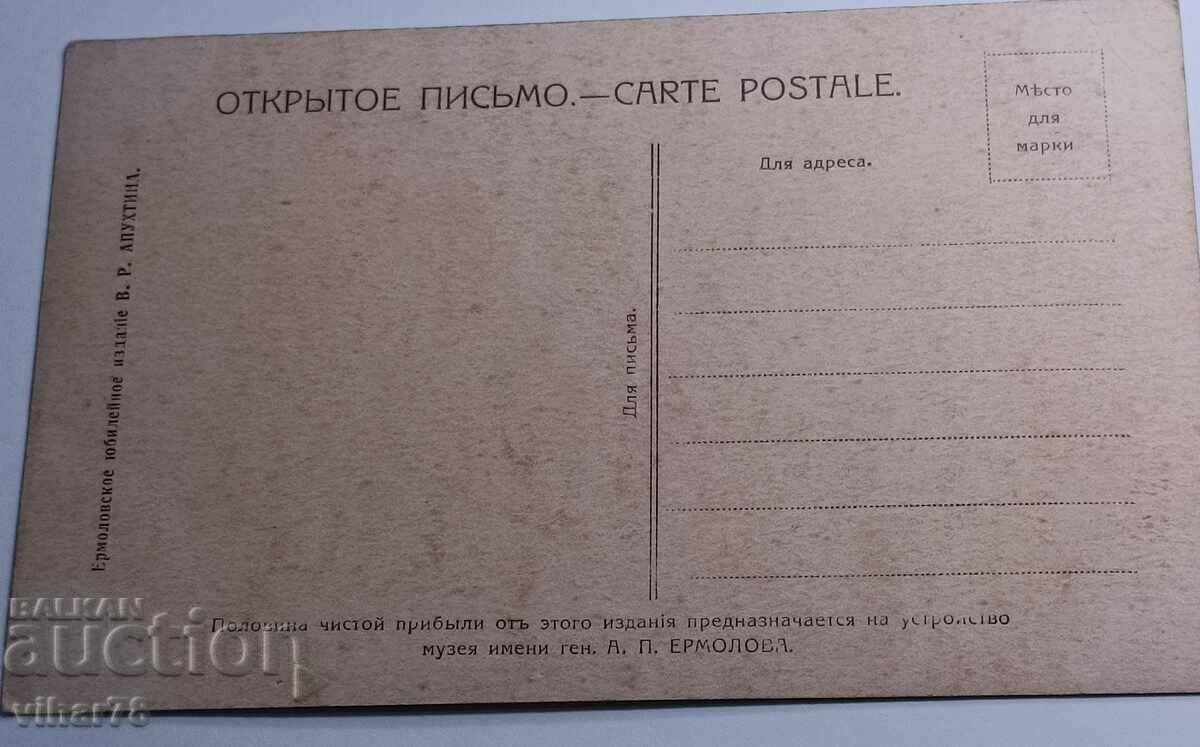 ОТКРЫТОЕ ПИСЬМО.—CARTE POSTALE.
Мѣсто
для
марки
Для адреса.
Для письма.
Ермоловское юбилейное изданіе В. Р. АПУХТИНА.
Половина чистой прибыли отъ этого изданія предназначается на устройство
музея имени ген. А. П. ЕРМОЛОВА.
BALKAN
auction
vihar78